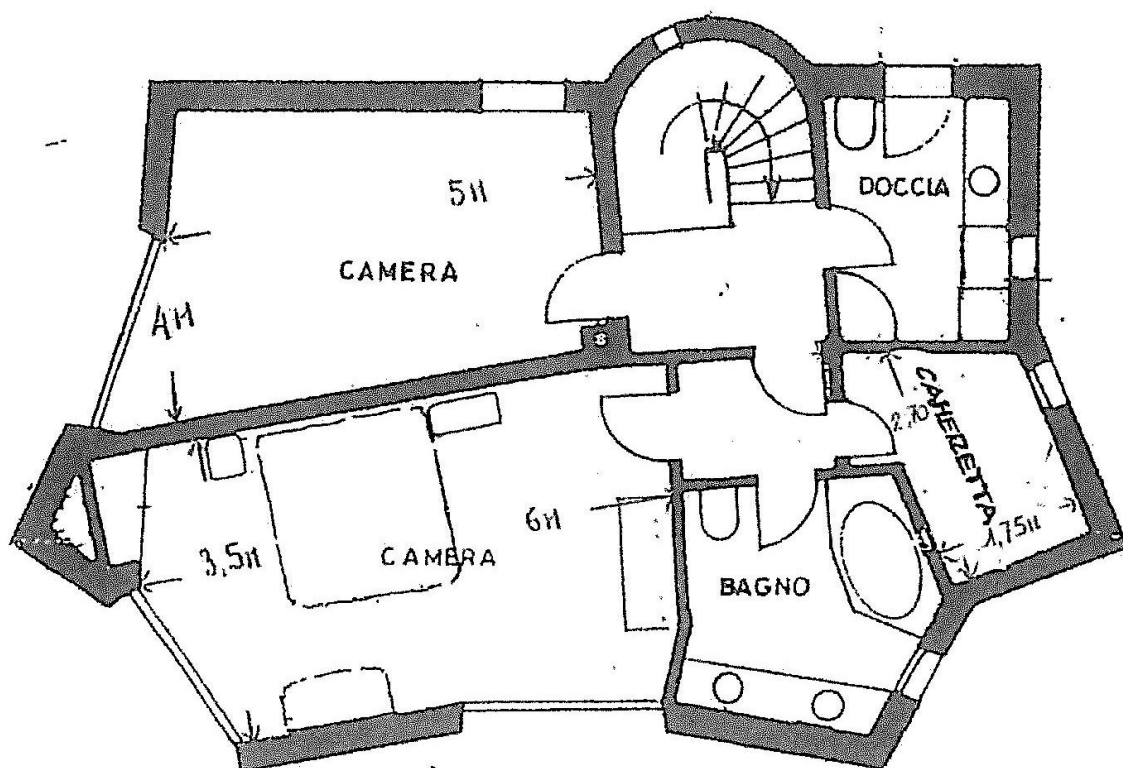 DOCCIA
5M
CAMERA
4M
2,70
CAMERETTA
6M
3,5M
CAMERA
1,75M
BAGNO